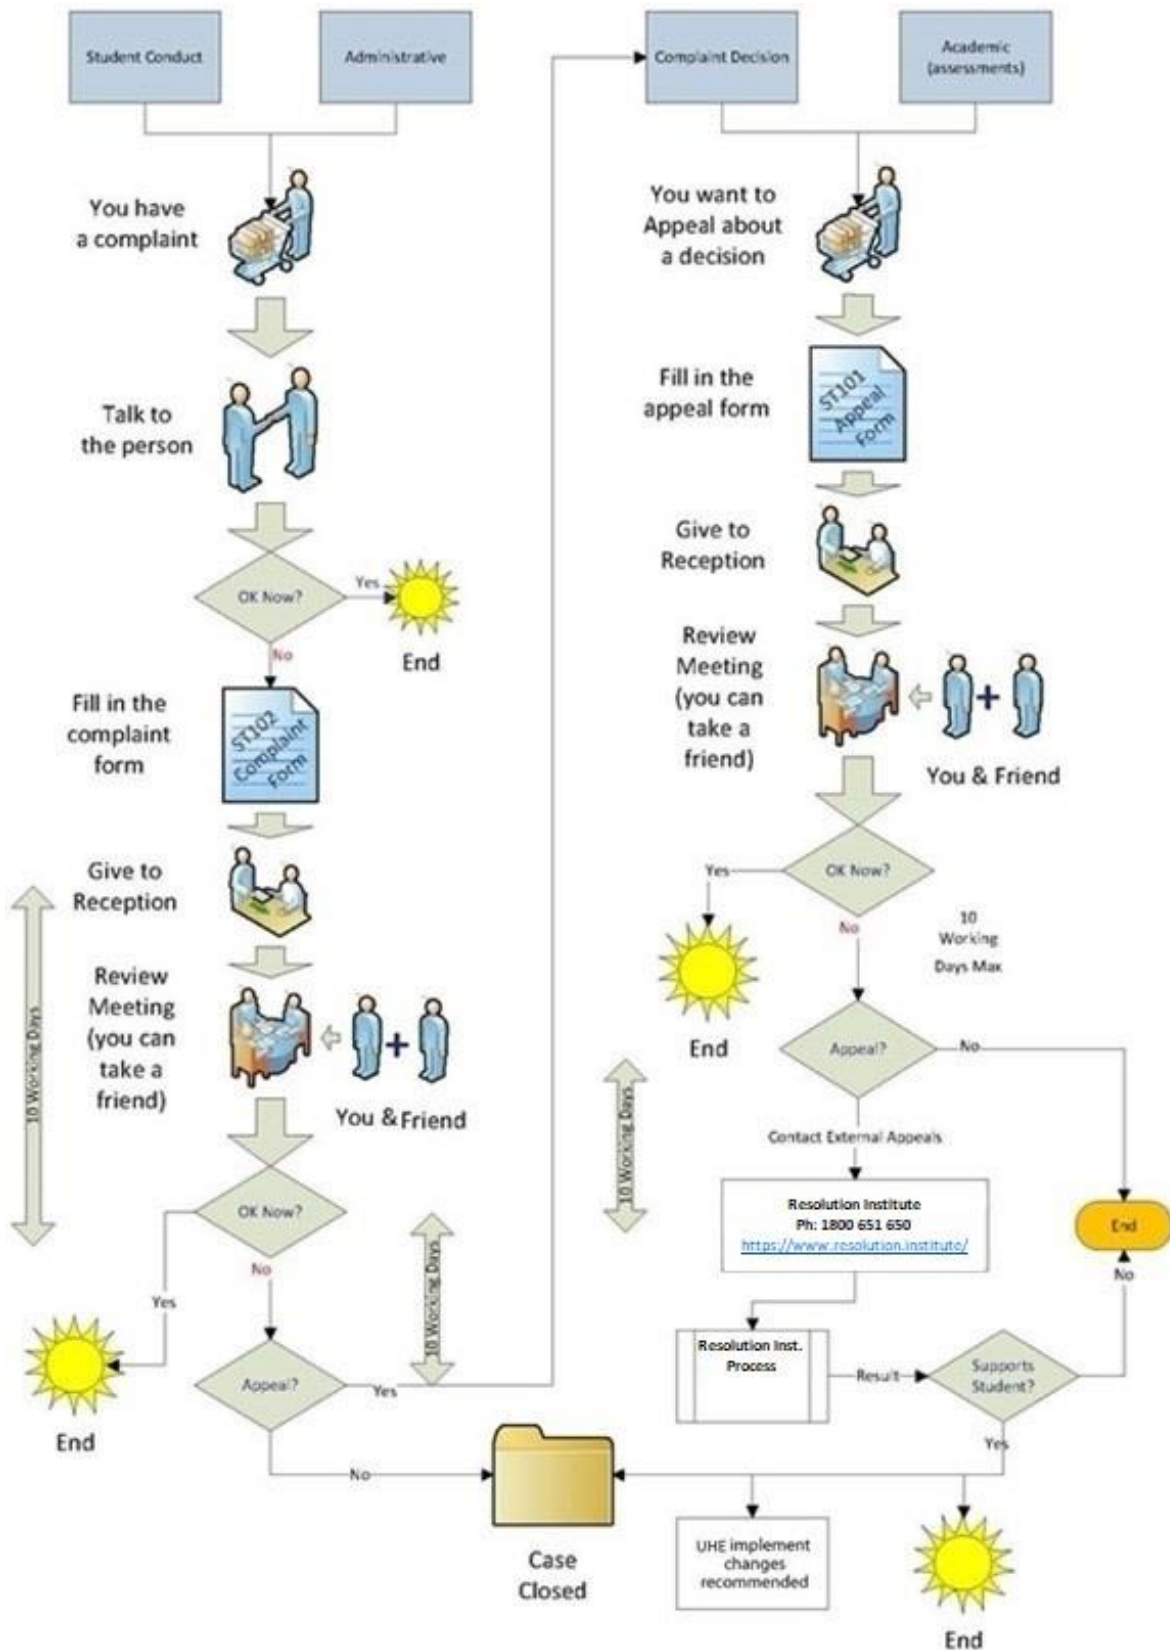 Student Conduct
Administrative
Complaint Decision
Academic
(assessments)
You have
a complaint
Talk to
the person
OK Now?
Yes
End
No
Fill in the
complaint
form
ST102
Complaint
Form
Give to
Reception
Review
Meeting
(you can
take a
friend)
You & Friend
10 Working Days
OK Now?
No
Yes
End
10 Working Days
Appeal?
Yes
No
Case
Closed
You want to
Appeal about
a decision
Fill in the
appeal form
ST101
Appeal
Form
Give to
Reception
Review
Meeting
(you can
take a
friend)
You & Friend
OK Now?
Yes
End
No
10
Working
Days Max
Appeal?
No
10 Working Days
Contact External Appeals
Resolution Institute
Ph: 1800 651 650
https://www.resolution.institute/
End
No
Resolution Inst.
Process
Result
Supports
Student?
Yes
UHE implement
changes
recommended
End